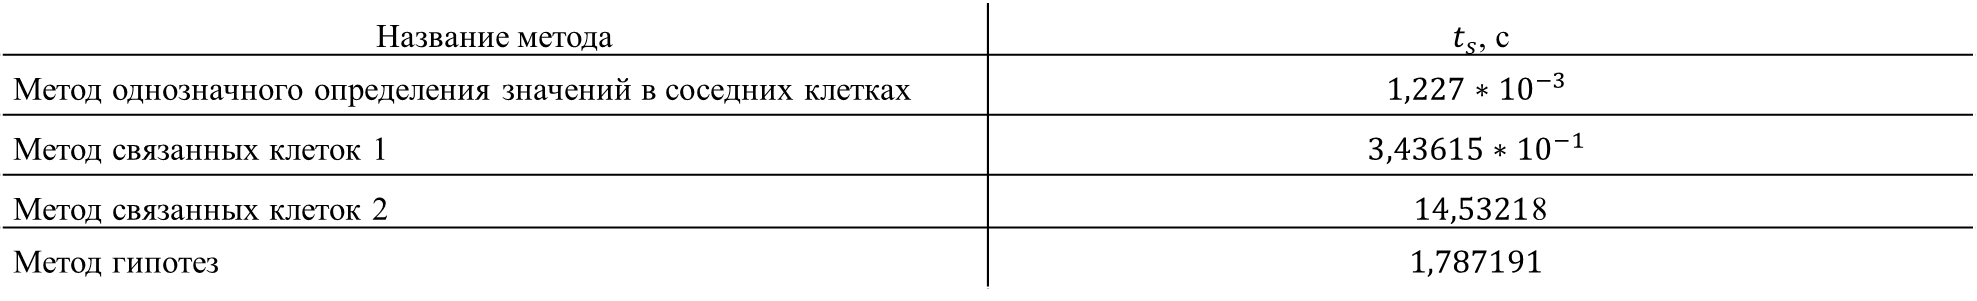 Название метода	𝑡ₛ, с
Метод однозначного определения значений в соседних клетках	1,227 ∗ 10⁻³
Метод связанных клеток 1	3,43615 ∗ 10⁻¹
Метод связанных клеток 2	14,53218
Метод гипотез	1,787191